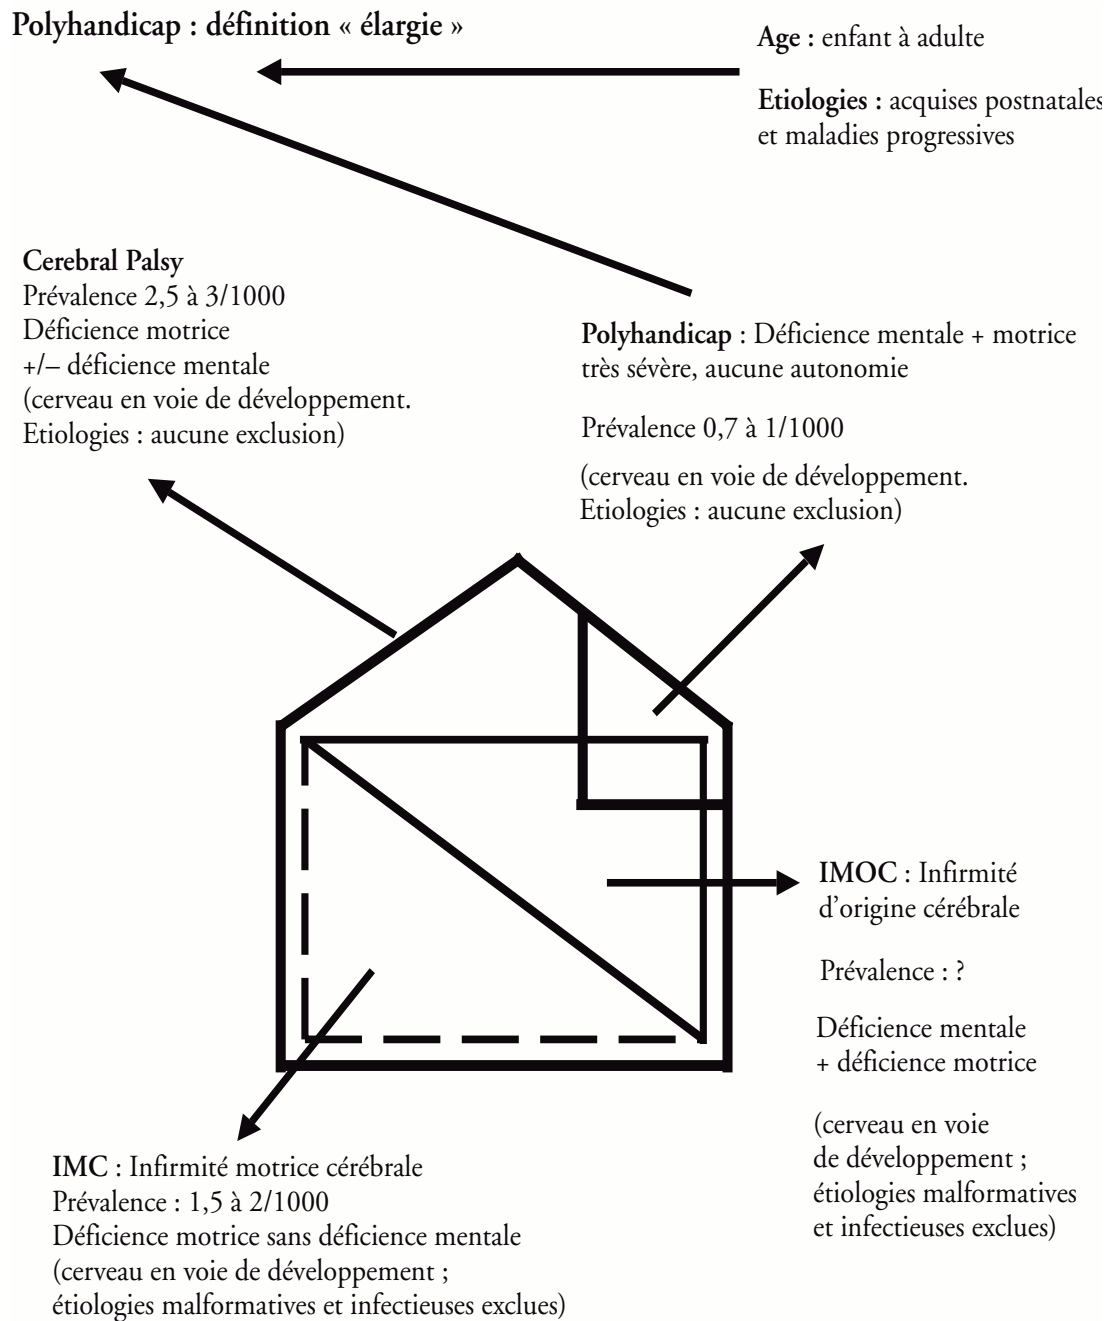 Polyhandicap : définition « élargie »
Age : enfant à adulte
Etiologies : acquises postnatales
et maladies progressives
Cerebral Palsy
Prévalence 2,5 à 3/1000
Déficience motrice
+/– déficience mentale
(cerveau en voie de développement.
Etiologies : aucune exclusion)
Polyhandicap : Déficience mentale + motrice
très sévère, aucune autonomie
Prévalence 0,7 à 1/1000
(cerveau en voie de développement.
Etiologies : aucune exclusion)
IMOC : Infirmité
d’origine cérébrale
Prévalence : ?
Déficience mentale
+ déficience motrice
(cerveau en voie
de développement ;
étiologies malformatives
et infectieuses exclues)
IMC : Infirmité motrice cérébrale
Prévalence : 1,5 à 2/1000
Déficience motrice sans déficience mentale
(cerveau en voie de développement ;
étiologies malformatives et infectieuses exclues)